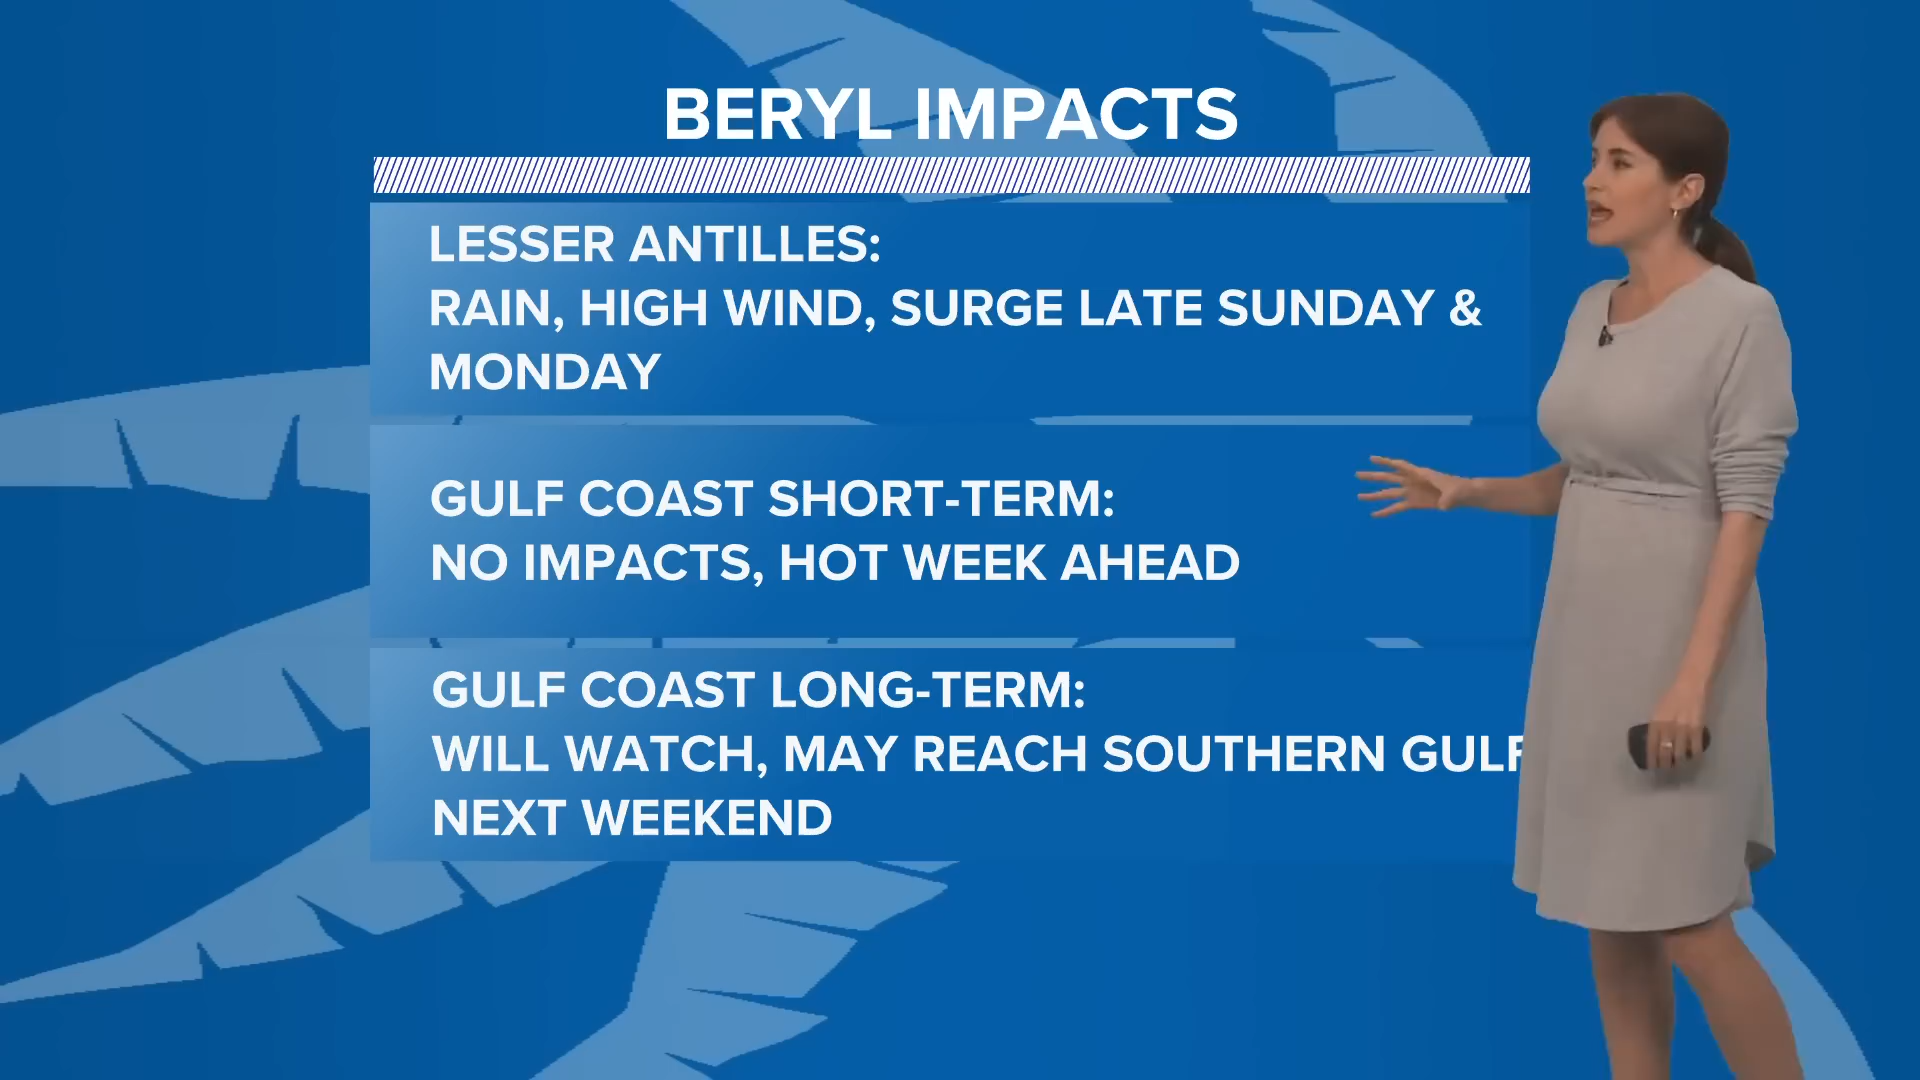 BERYL IMPACTS
LESSER ANTILLES:
RAIN, HIGH WIND, SURGE LATE SUNDAY &
MONDAY
GULF COAST SHORT-TERM:
NO IMPACTS, HOT WEEK AHEAD
GULF COAST LONG-TERM:
WILL WATCH, MAY REACH SOUTHERN GULF
NEXT WEEKEND